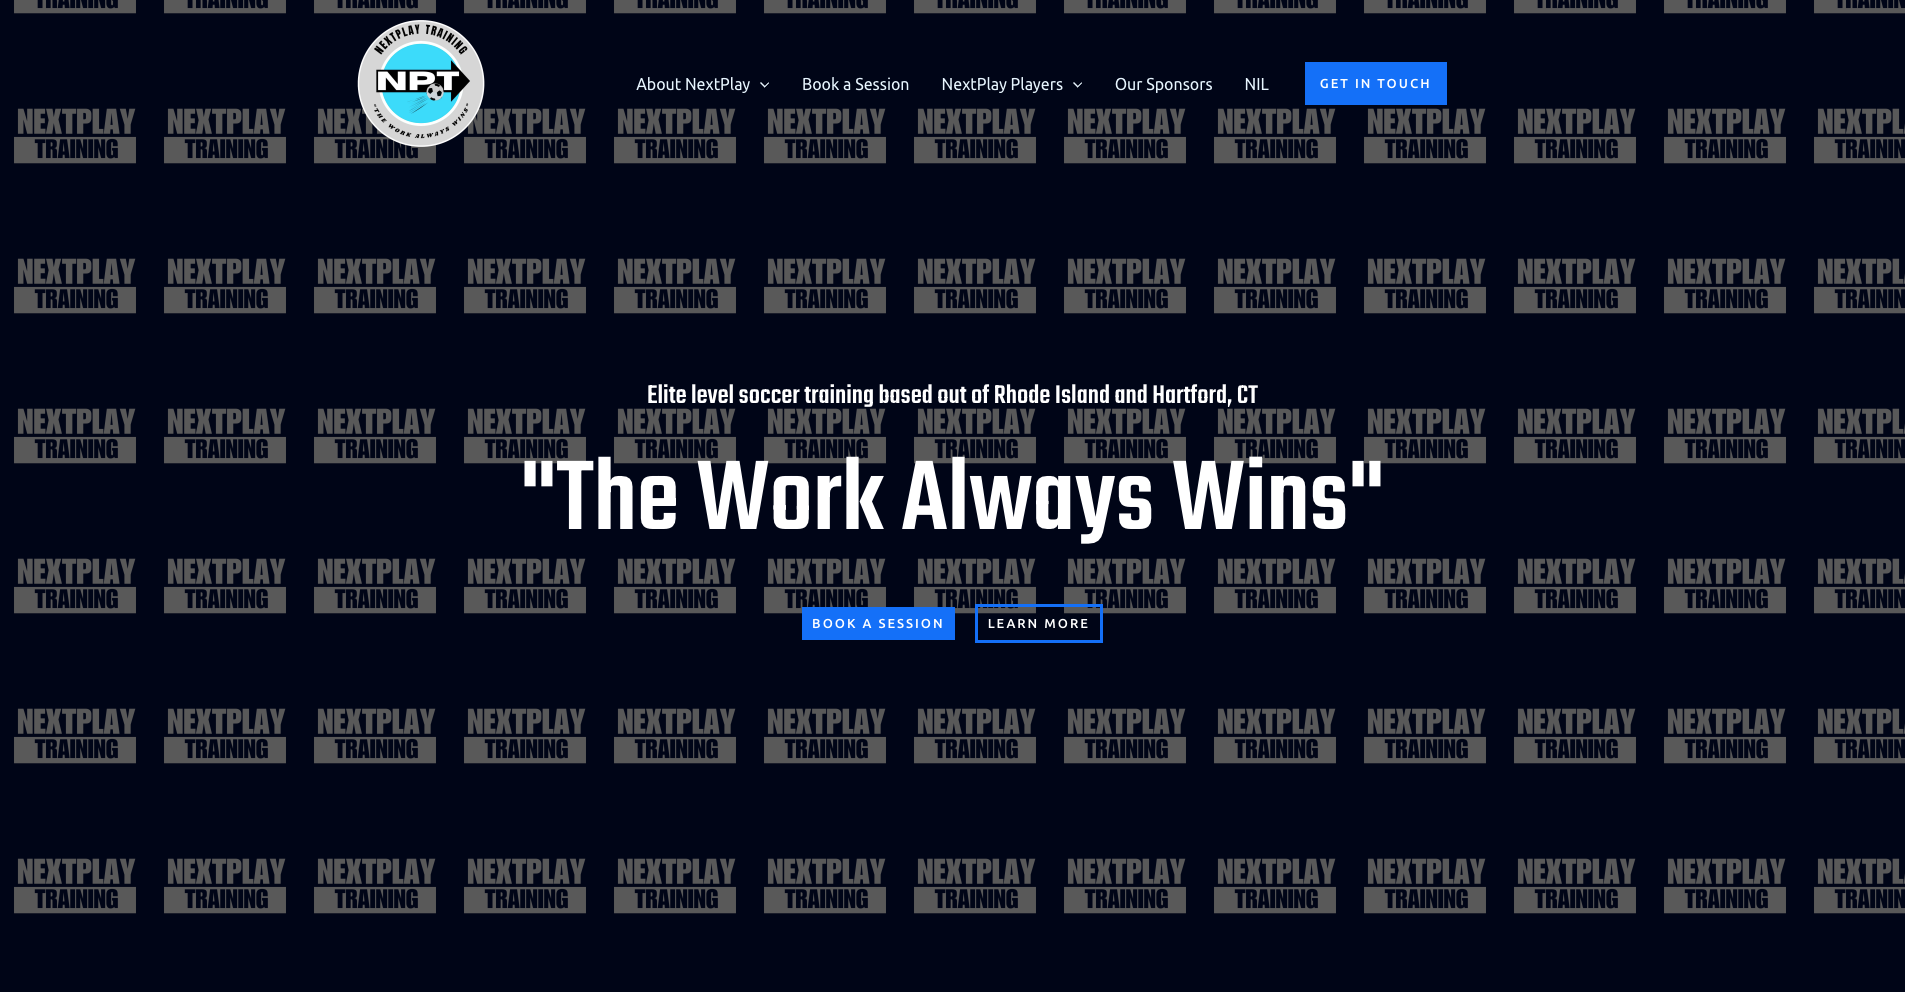 NEXTPLAY TRAINING
NPT
"THE WORK ALWAYS WINS"
About NextPlay
Book a Session
NextPlay Players
Our Sponsors
NIL
GET IN TOUCH
NEXTPLAY
TRAINING
Elite level soccer training based out of Rhode Island and Hartford, CT
"The Work Always Wins"
BOOK A SESSION
LEARN MORE